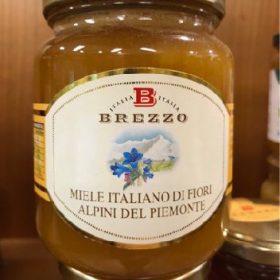 ITALIA B ITALIA
BREZZO
MIELE ITALIANO DI FIORI
ALPINI DEL PIEMONTE